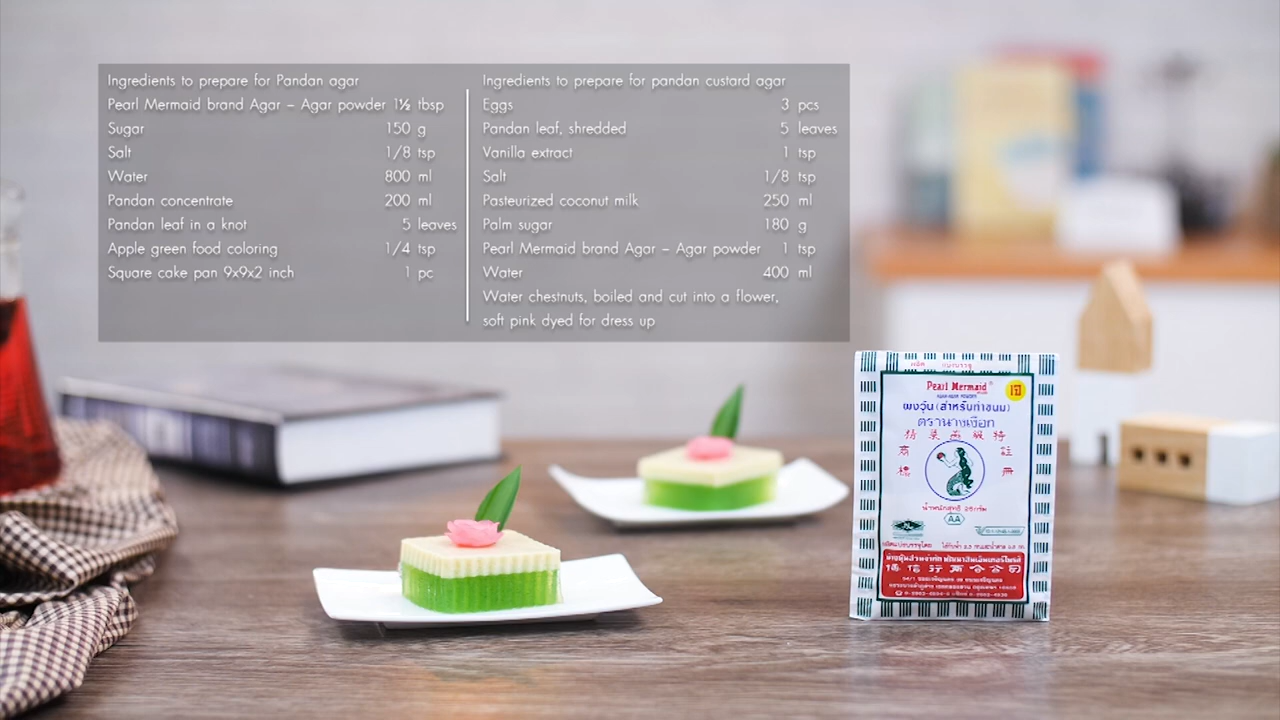 Ingredients to prepare for Pandan agar
Pearl Mermaid brand Agar – Agar powder 1½ tbsp
Sugar 150 g
Salt 1/8 tsp
Water 800 ml
Pandan concentrate 200 ml
Pandan leaf in a knot 5 leaves
Apple green food coloring 1/4 tsp
Square cake pan 9x9x2 inch 1 pc
Ingredients to prepare for pandan custard agar
Eggs 3 pcs
Pandan leaf, shredded 5 leaves
Vanilla extract 1 tsp
Salt 1/8 tsp
Pasteurized coconut milk 250 ml
Palm sugar 180 g
Pearl Mermaid brand Agar – Agar powder 1 tsp
Water 400 ml
Water chestnuts, boiled and cut into a flower,
soft pink dyed for dress up
Pearl Mermaid
เจ
ผงวุ้น (สำหรับทำขนม)
ตรานางเงือก
商 註
標 冊
AA